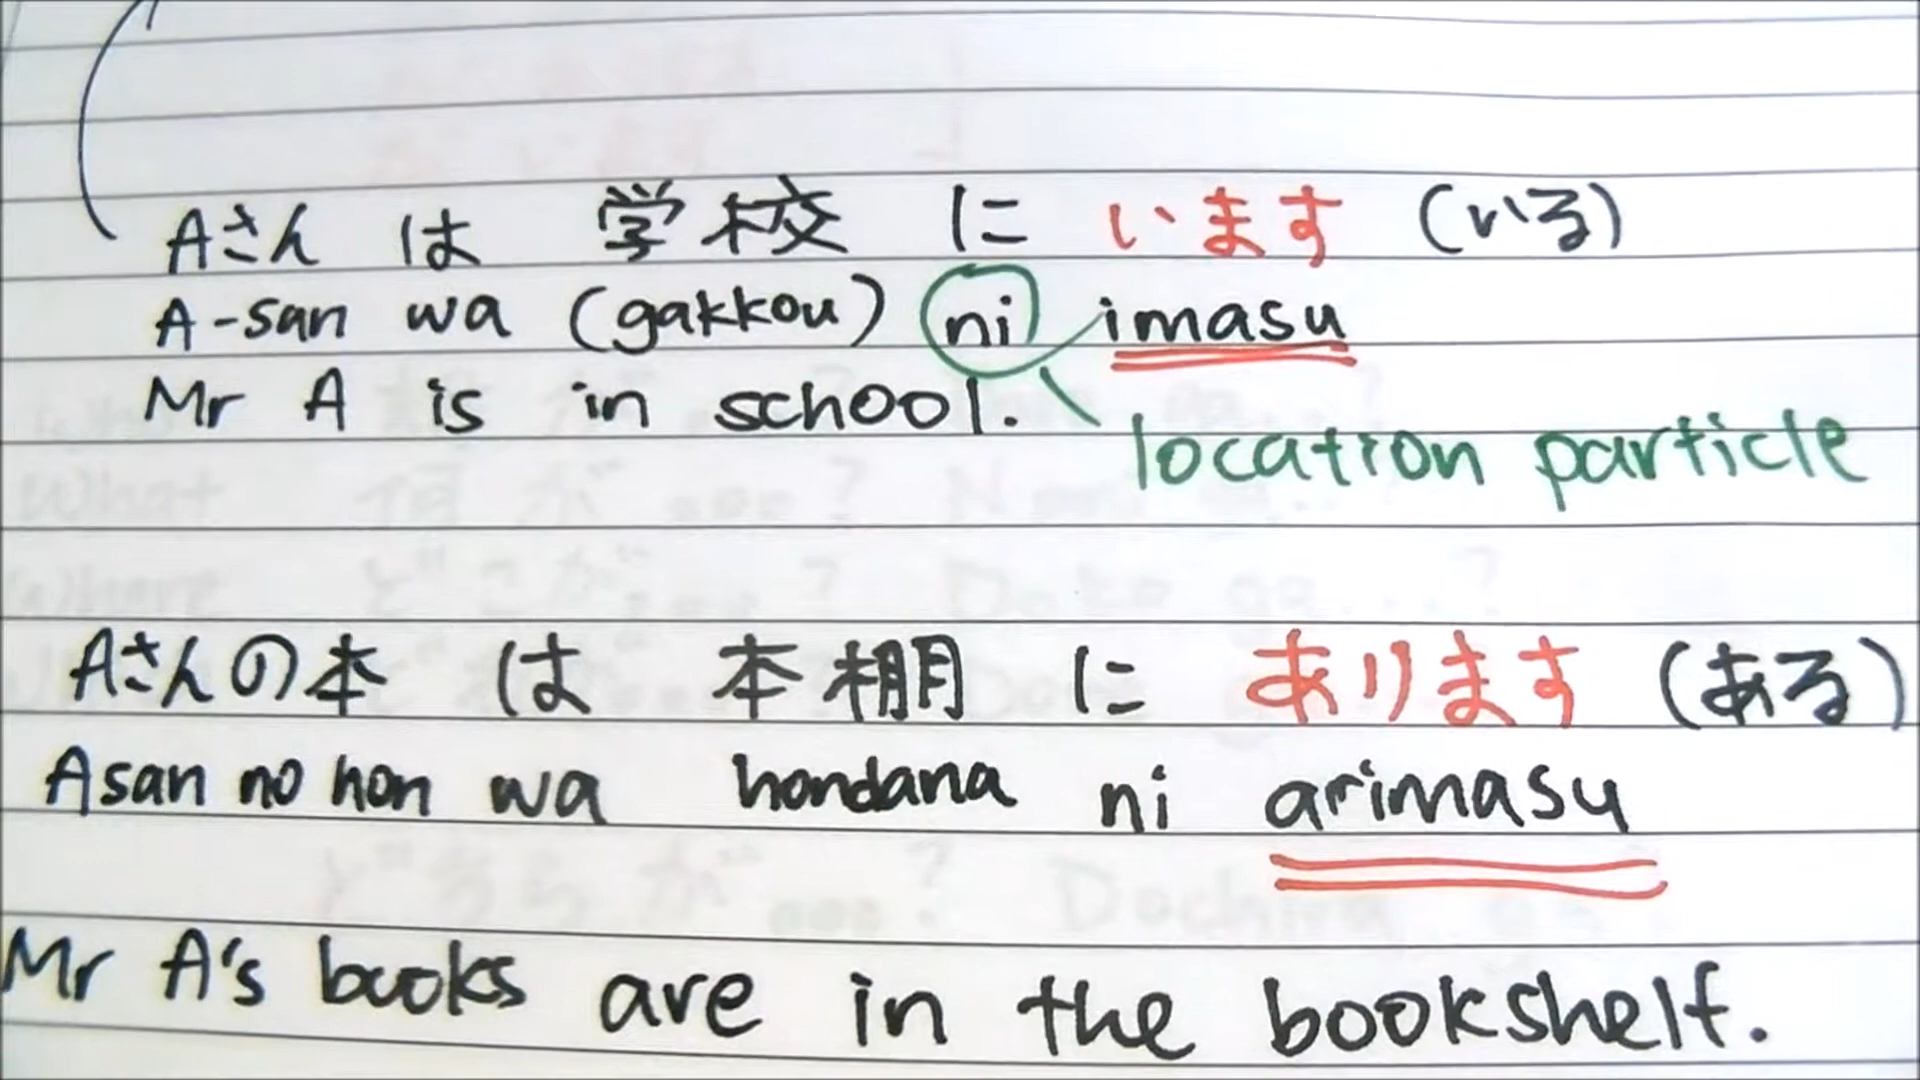 Aさん は 学校 に います (いる)
A-san wa (gakkou) ni imasu
Mr A is in school.
location particle
Aさんの本 は 本棚 に あります (ある)
Asan no hon wa hondana ni arimasu
Mr A's books are in the bookshelf.